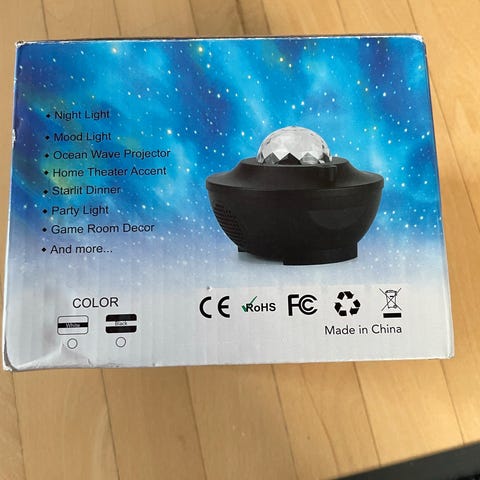 Night Light
Mood Light
Ocean Wave Projector
Home Theater Accent
Starlit Dinner
Party Light
Game Room Decor
And more...
COLOR
White
Black
CE
RoHS
FC
Made in China